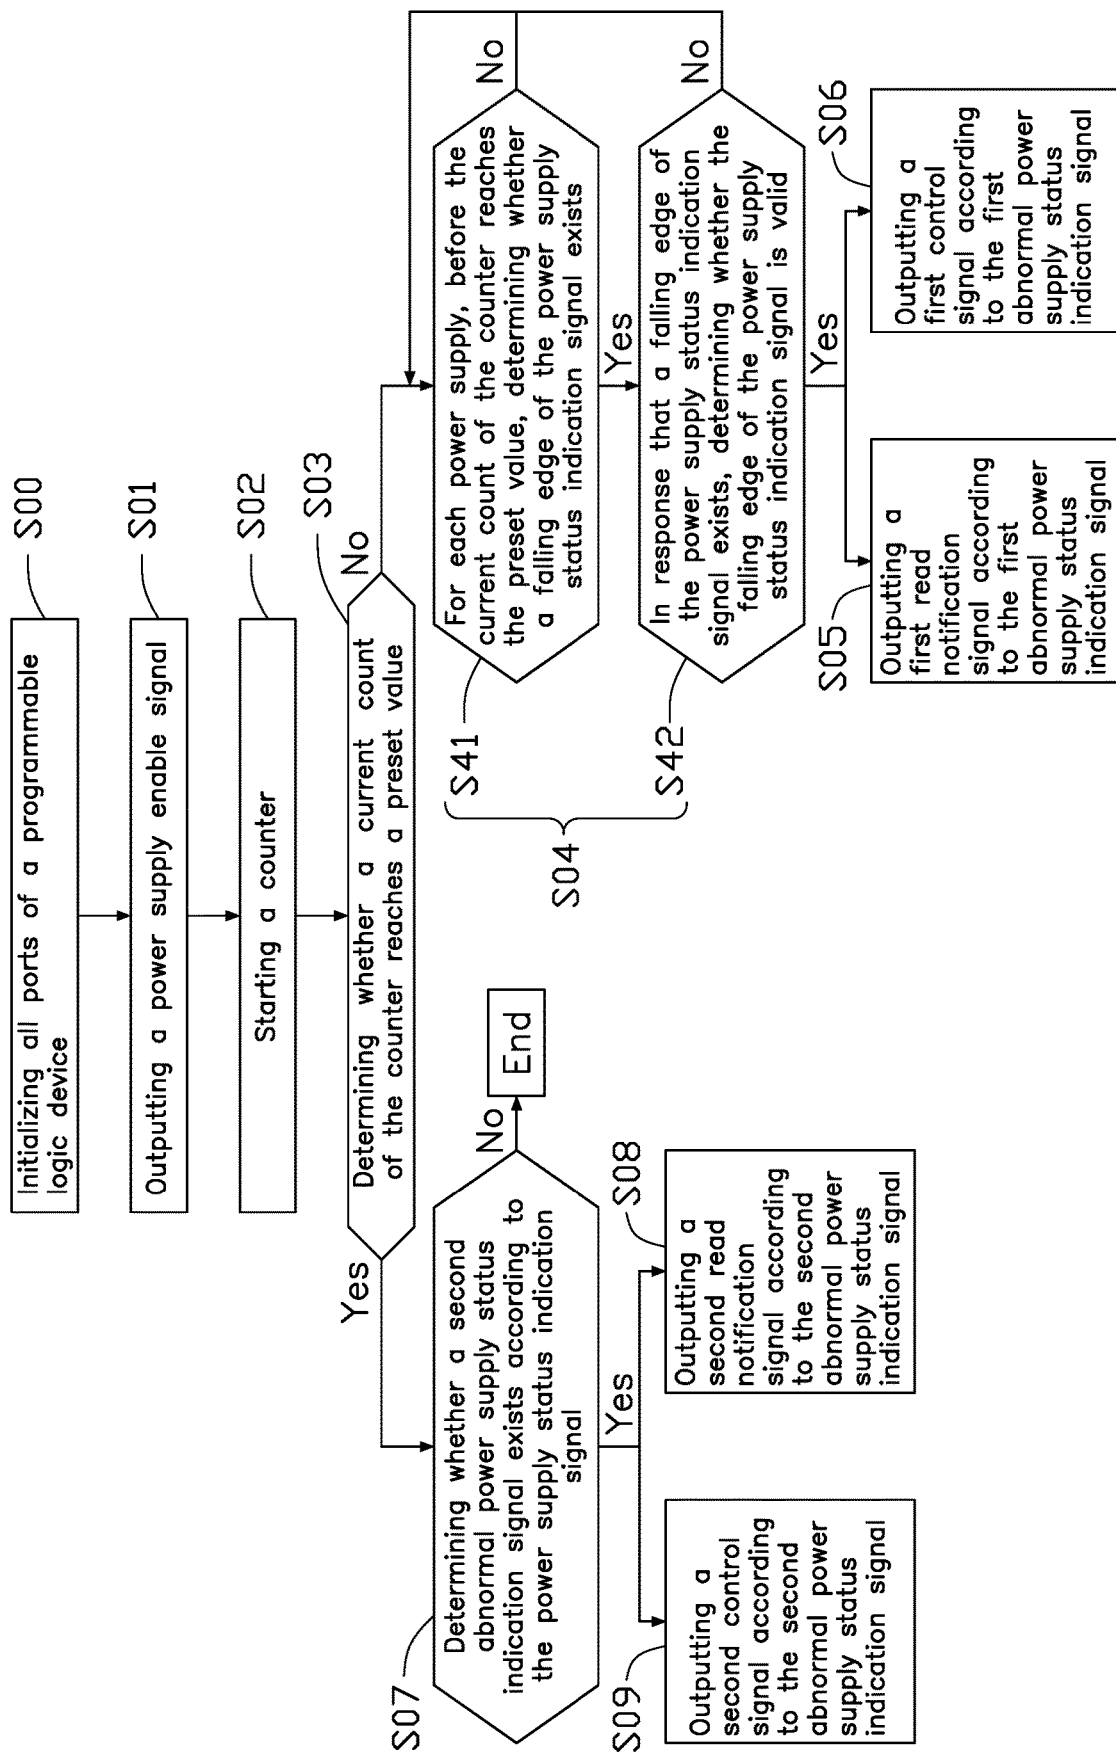 Initializing all ports of a programmable
logic device
S00
Outputting a power supply enable signal
S01
Starting a counter
S02
Determining whether a current count
of the counter reaches a preset value
S03
Yes
No
Determining whether a second
abnormal power supply status
indication signal exists according to
the power supply status indication
signal
S07
No
End
Yes
Outputting a
second control
signal according
to the second
abnormal power
supply status
indication signal
S09
Outputting a
second read
notification
signal according
to the second
abnormal power
supply status
indication signal
S08
S04
For each power supply, before the
current count of the counter reaches
the preset value, determining whether
a falling edge of the power supply
status indication signal exists
S41
No
Yes
In response that a falling edge of
the power supply status indication
signal exists, determining whether the
falling edge of the power supply
status indication signal is valid
S42
No
Yes
Outputting a
first read
notification
signal according
to the first
abnormal power
supply status
indication signal
S05
Outputting a
first control
signal according
to the first
abnormal power
supply status
indication signal
S06